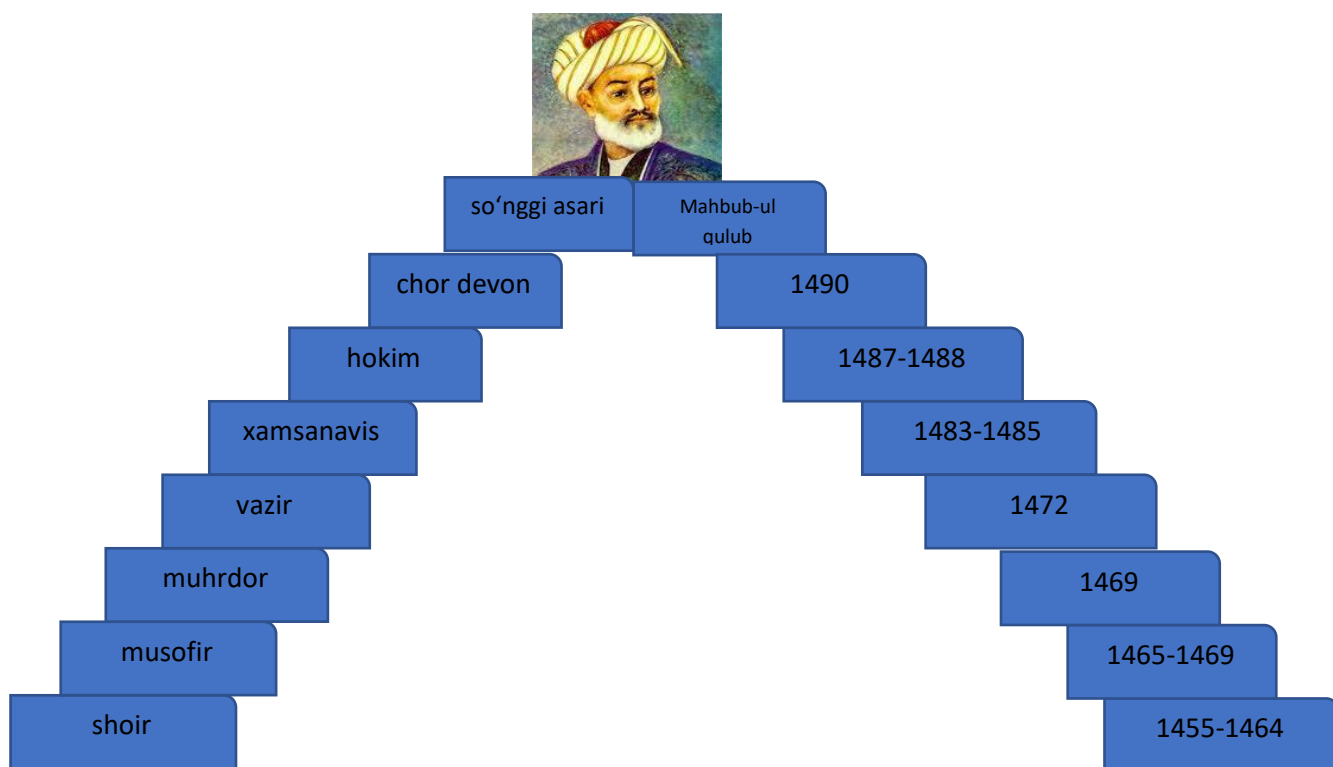 so‘nggi asari
Mahbub-ul
qulub
chor devon
1490
hokim
1487-1488
xamsanavis
1483-1485
vazir
1472
muhrdor
1469
musofir
1465-1469
shoir
1455-1464